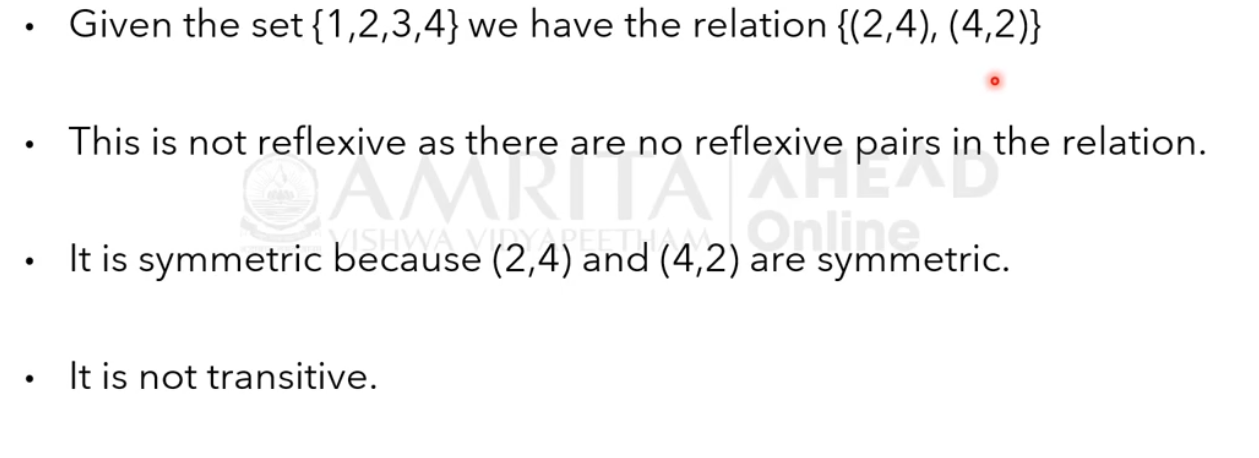 • Given the set {1,2,3,4} we have the relation {(2,4), (4,2)}
• This is not reflexive as there are no reflexive pairs in the relation.
AMRITA AHEAD
VISHWA VIDYAPEETHAM Online
• It is symmetric because (2,4) and (4,2) are symmetric.
• It is not transitive.